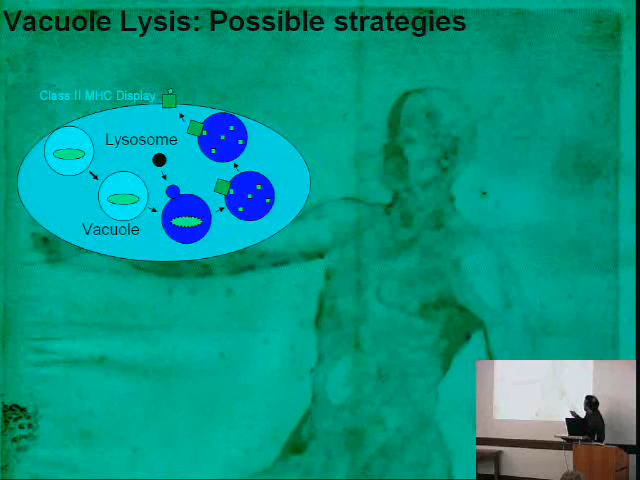 Vacuole Lysis: Possible strategies
Class II MHC Display
Lysosome
Vacuole